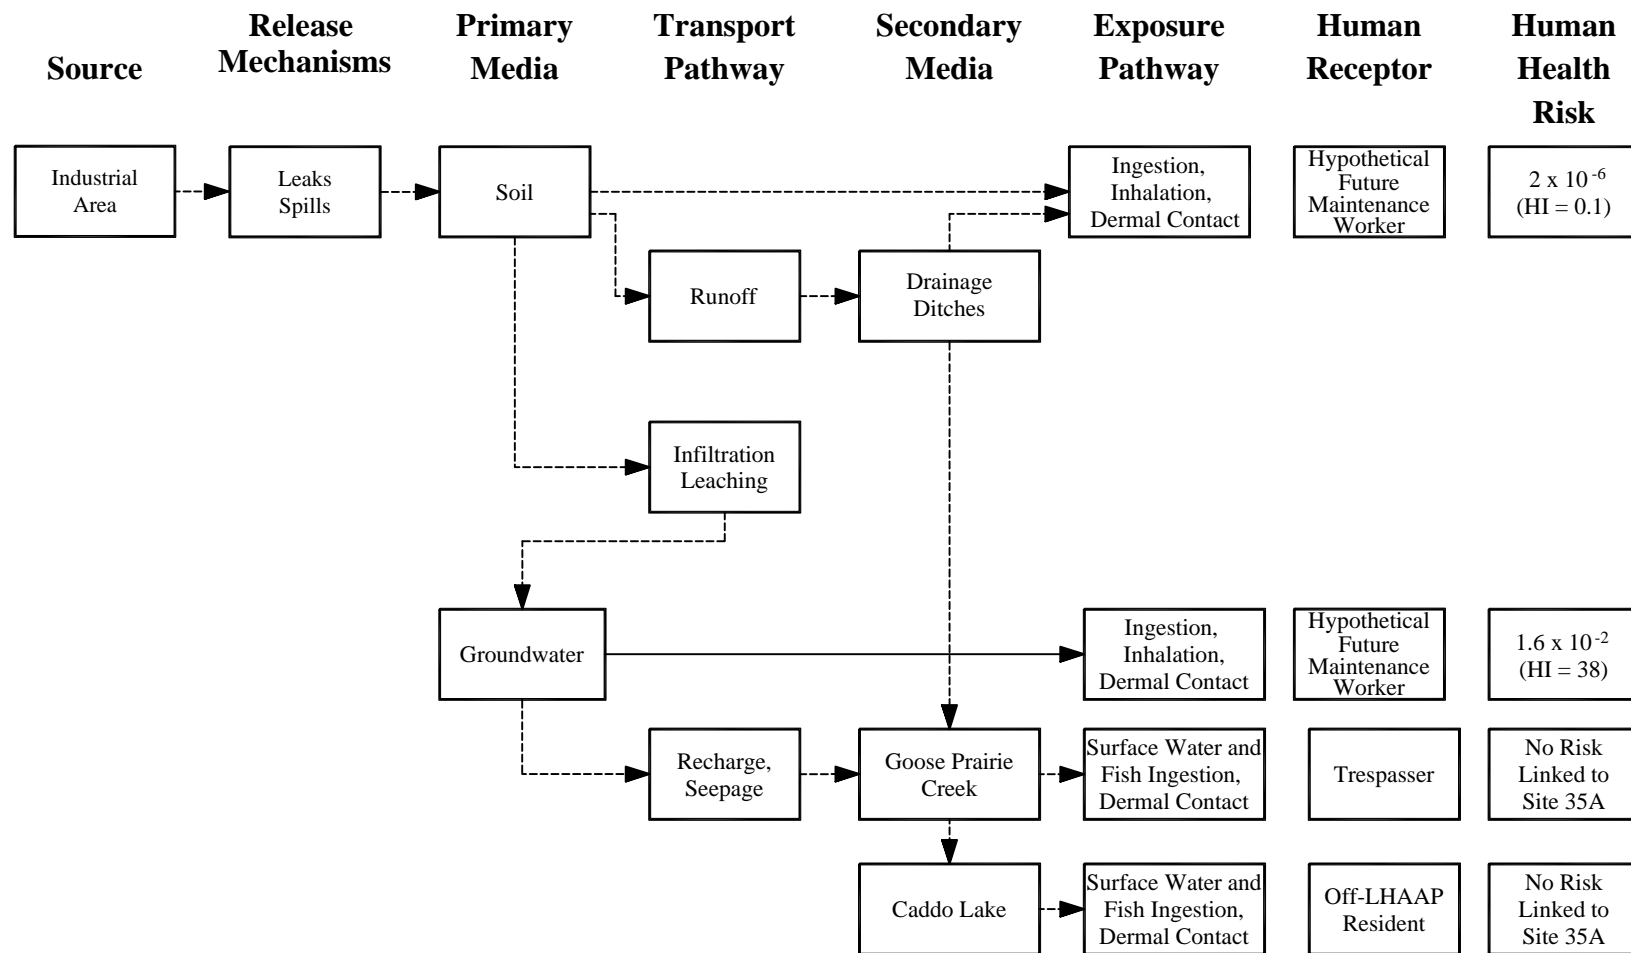 Source
Release
Mechanisms
Primary
Media
Transport
Pathway
Secondary
Media
Exposure
Pathway
Human
Receptor
Human
Health
Risk
Industrial
Area
Leaks
Spills
Soil
Ingestion,
Inhalation,
Dermal Contact
Hypothetical
Future
Maintenance
Worker
2 x 10 -6
(HI = 0.1)
Runoff
Drainage
Ditches
Infiltration
Leaching
Groundwater
Ingestion,
Inhalation,
Dermal Contact
Hypothetical
Future
Maintenance
Worker
1.6 x 10 -2
(HI = 38)
Recharge,
Seepage
Goose Prairie
Creek
Surface Water and
Fish Ingestion,
Dermal Contact
Trespasser
No Risk
Linked to
Site 35A
Caddo Lake
Surface Water and
Fish Ingestion,
Dermal Contact
Off-LHAAP
Resident
No Risk
Linked to
Site 35A